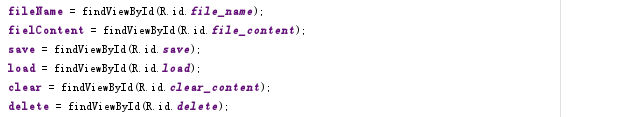 fileName = findViewById(R.id.file_name);
fielContent = findViewById(R.id.file_content);
save = findViewById(R.id.save);
load = findViewById(R.id.load);
clear = findViewById(R.id.clear_content);
delete = findViewById(R.id.delete);